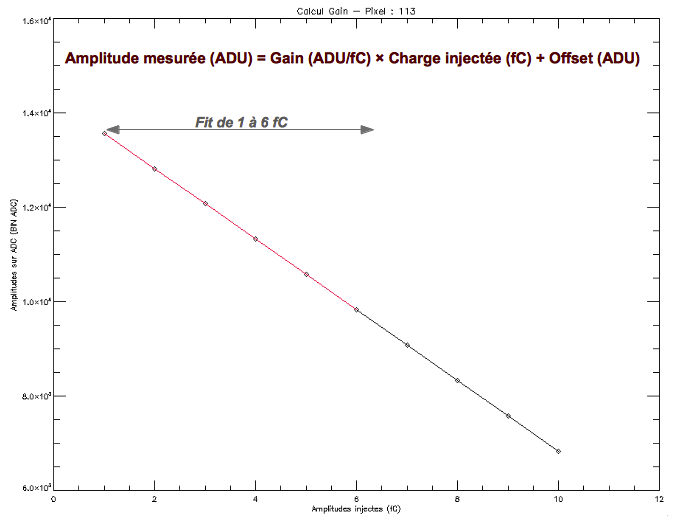 Calcul Gain – Pixel : 113
1.6×10⁴
Amplitude mesurée (ADU) = Gain (ADU/fC) × Charge injectée (fC) + Offset (ADU)
1.4×10⁴
Fit de 1 à 6 fC
1.2×10⁴
Amplitudes sur ADC [BIN ADC]
1.0×10⁴
8.0×10³
6.0×10³
0 2 4 6 8 10 12
Amplitudes injectes (fC)